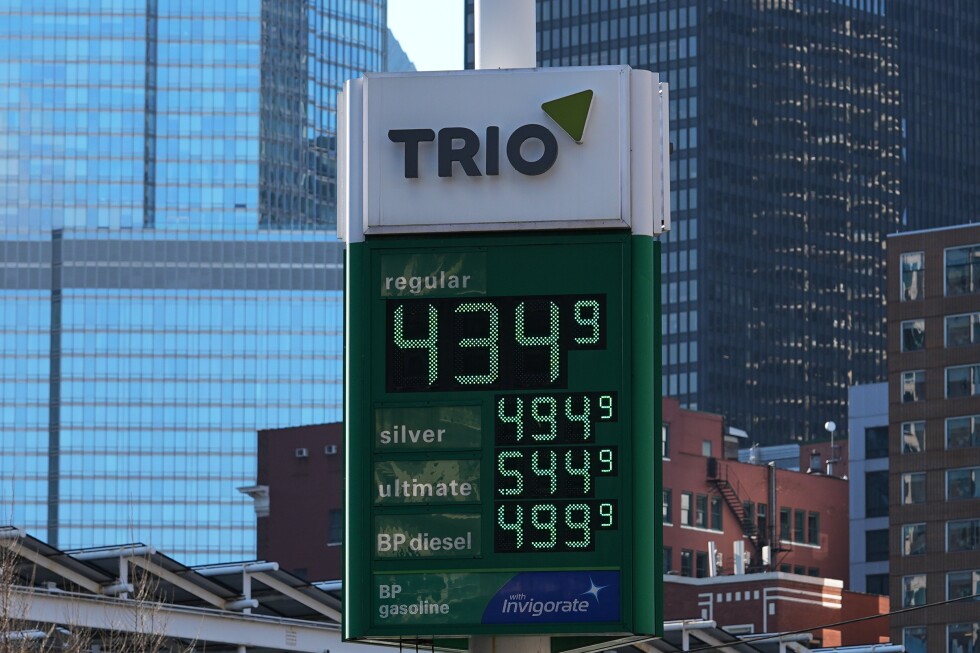 TRIO
regular
434 9
silver 494 9
ultimate 544 9
BP diesel 499 9
BP
gasoline
with
Invigorate